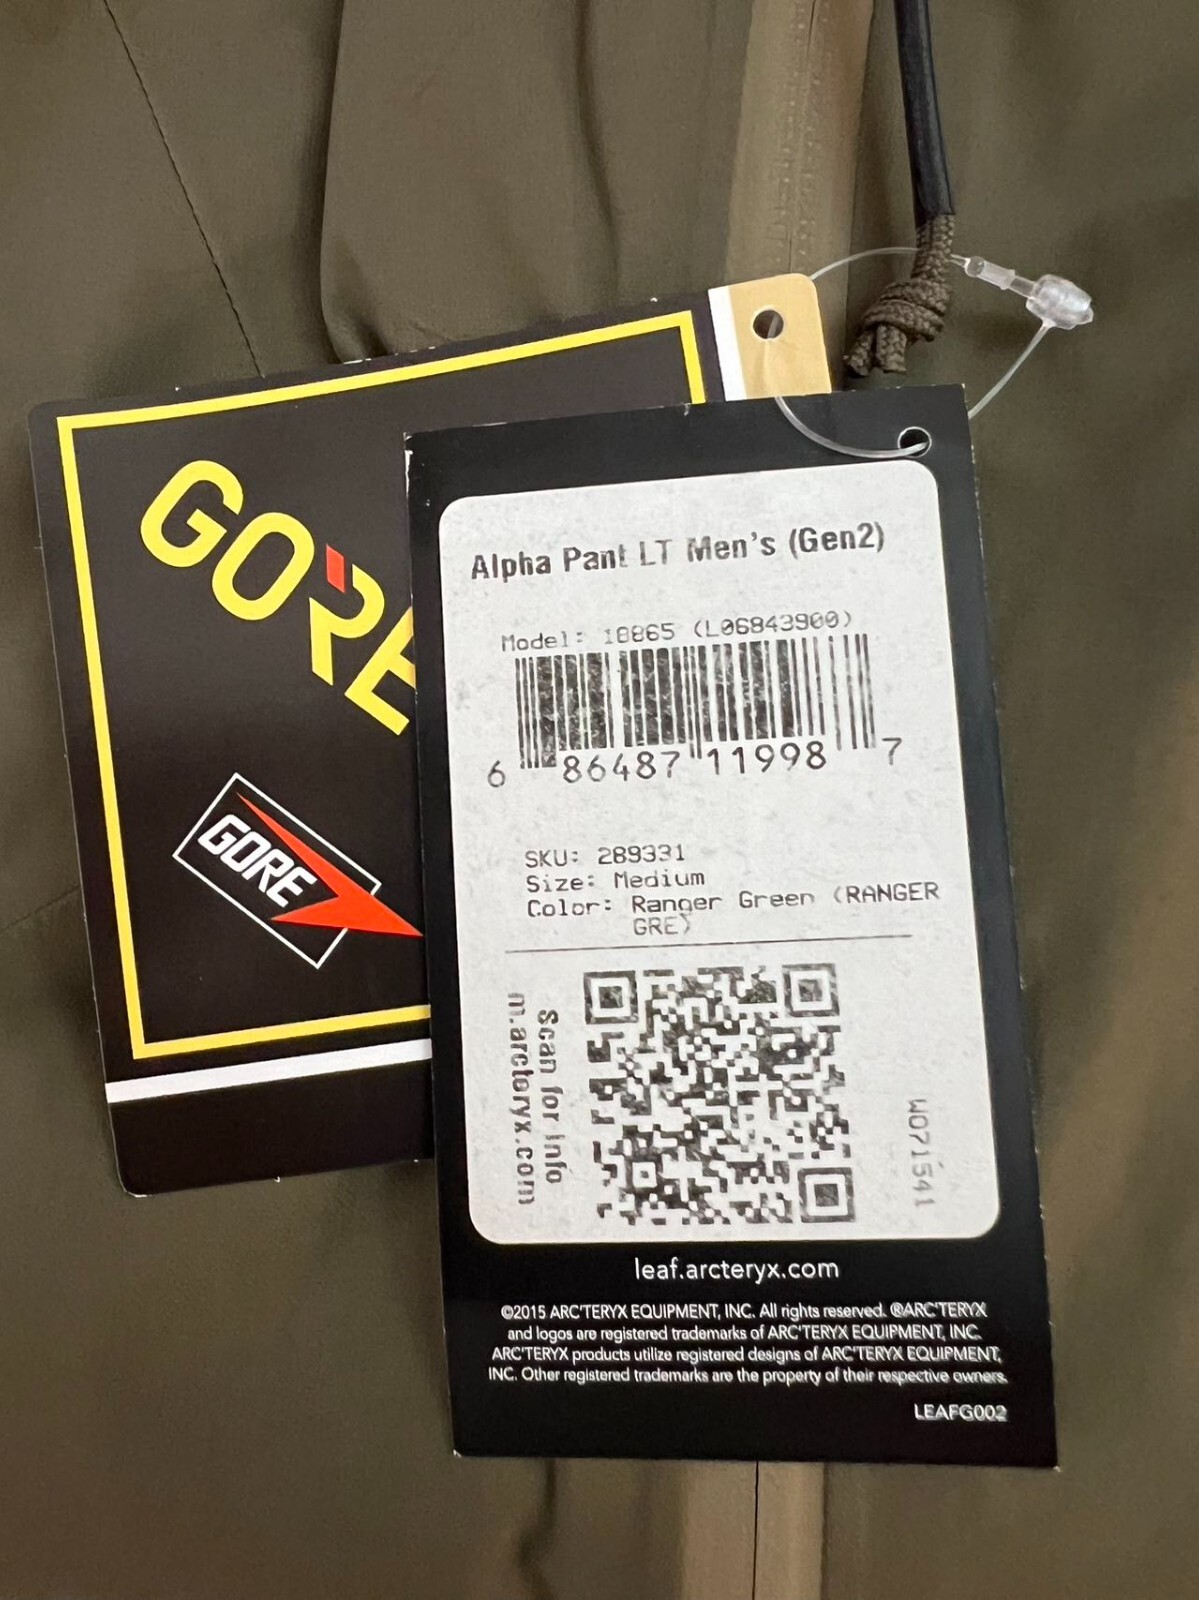 GORE
GORE
Alpha Pant LT Men's (Gen2)
Model: 18865 (L06843900)
6 86487 11998 7
SKU: 289331
Size: Medium
Color: Ranger Green (RANGER
GRE)
Scan for info
m.arcteryx.com
W071541
leaf.arcteryx.com
©2015 ARC'TERYX EQUIPMENT, INC. All rights reserved. ®ARC'TERYX
and logos are registered trademarks of ARC'TERYX EQUIPMENT, INC.
ARC'TERYX products utilize registered designs of ARC'TERYX EQUIPMENT,
INC. Other registered trademarks are the property of their respective owners.
LEAFG002